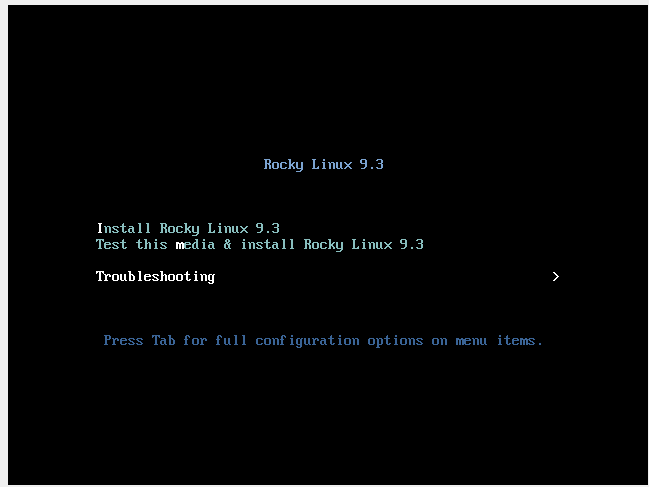 Rocky Linux 9.3
Install Rocky Linux 9.3
Test this media & install Rocky Linux 9.3
Troubleshooting >
Press Tab for full configuration options on menu items.